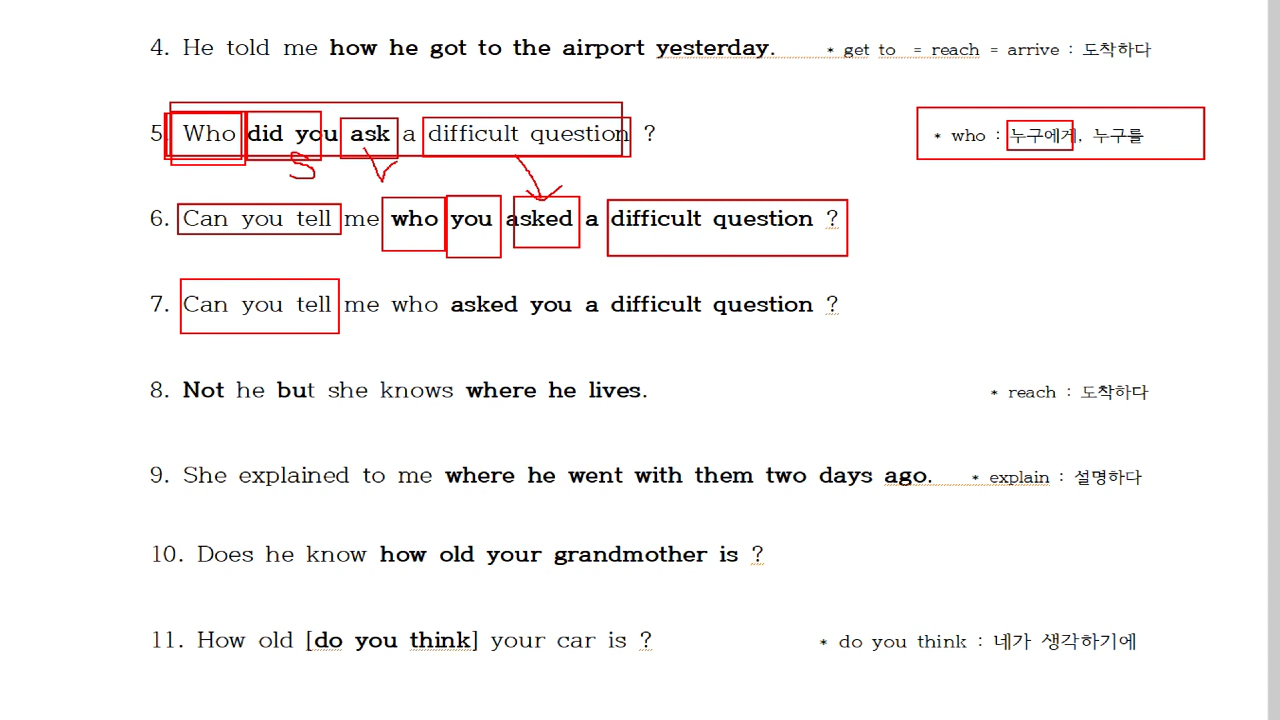 4. He told me how he got to the airport yesterday. * get to = reach = arrive : 도착하다
5. Who did you ask a difficult question ? * who : 누구에게, 누구를
S V
6. Can you tell me who you asked a difficult question ?
7. Can you tell me who asked you a difficult question ?
8. Not he but she knows where he lives. * reach : 도착하다
9. She explained to me where he went with them two days ago. * explain : 설명하다
10. Does he know how old your grandmother is ?
11. How old [do you think] your car is ? * do you think : 네가 생각하기에